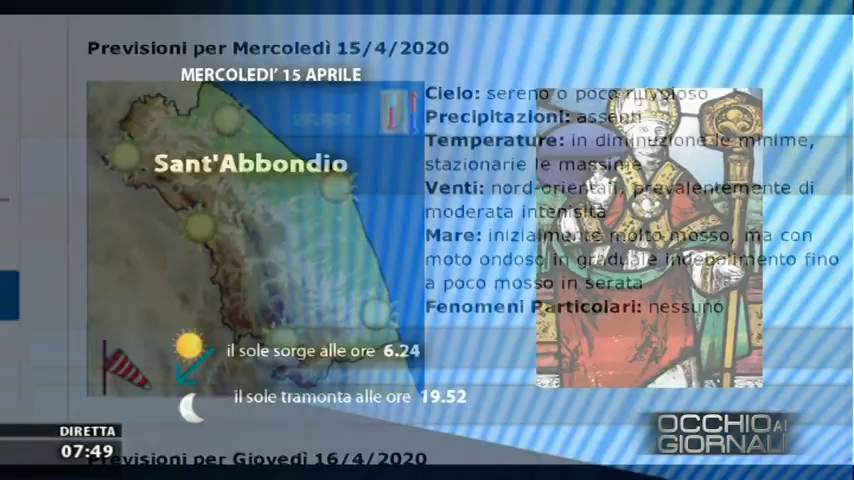 Previsioni per Mercoledì 15/4/2020
MERCOLEDI' 15 APRILE
Sant'Abbondio
Cielo: sereno o poco nuvoloso
Precipitazioni: assenti
Temperature: in diminuzione le minime,
stazionarie le massime
Venti: nord-orientali, prevalentemente di
moderata intensità
Mare: inizialmente molto mosso, ma con
moto ondoso in graduale indebolimento fino
a poco mosso in serata
Fenomeni Particolari: nessuno
il sole sorge alle ore 6.24
il sole tramonta alle ore 19.52
OCCHIO AI
GIORNALI
DIRETTA
07:49
Previsioni per Giovedì 16/4/2020